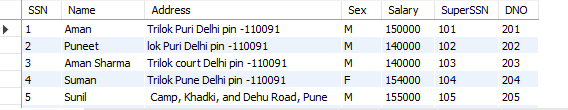 SSN Name Address Sex Salary SuperSSN DNO
1 Aman Trilok Puri Delhi pin -110091 M 150000 101 201
2 Puneet lok Puri Delhi pin -110091 M 140000 102 202
3 Aman Sharma Trilok court Delhi pin -110091 M 140000 103 203
4 Suman Trilok Pune Delhi pin -110091 F 154000 104 204
5 Sunil Camp, Khadki, and Dehu Road, Pune M 155000 105 205